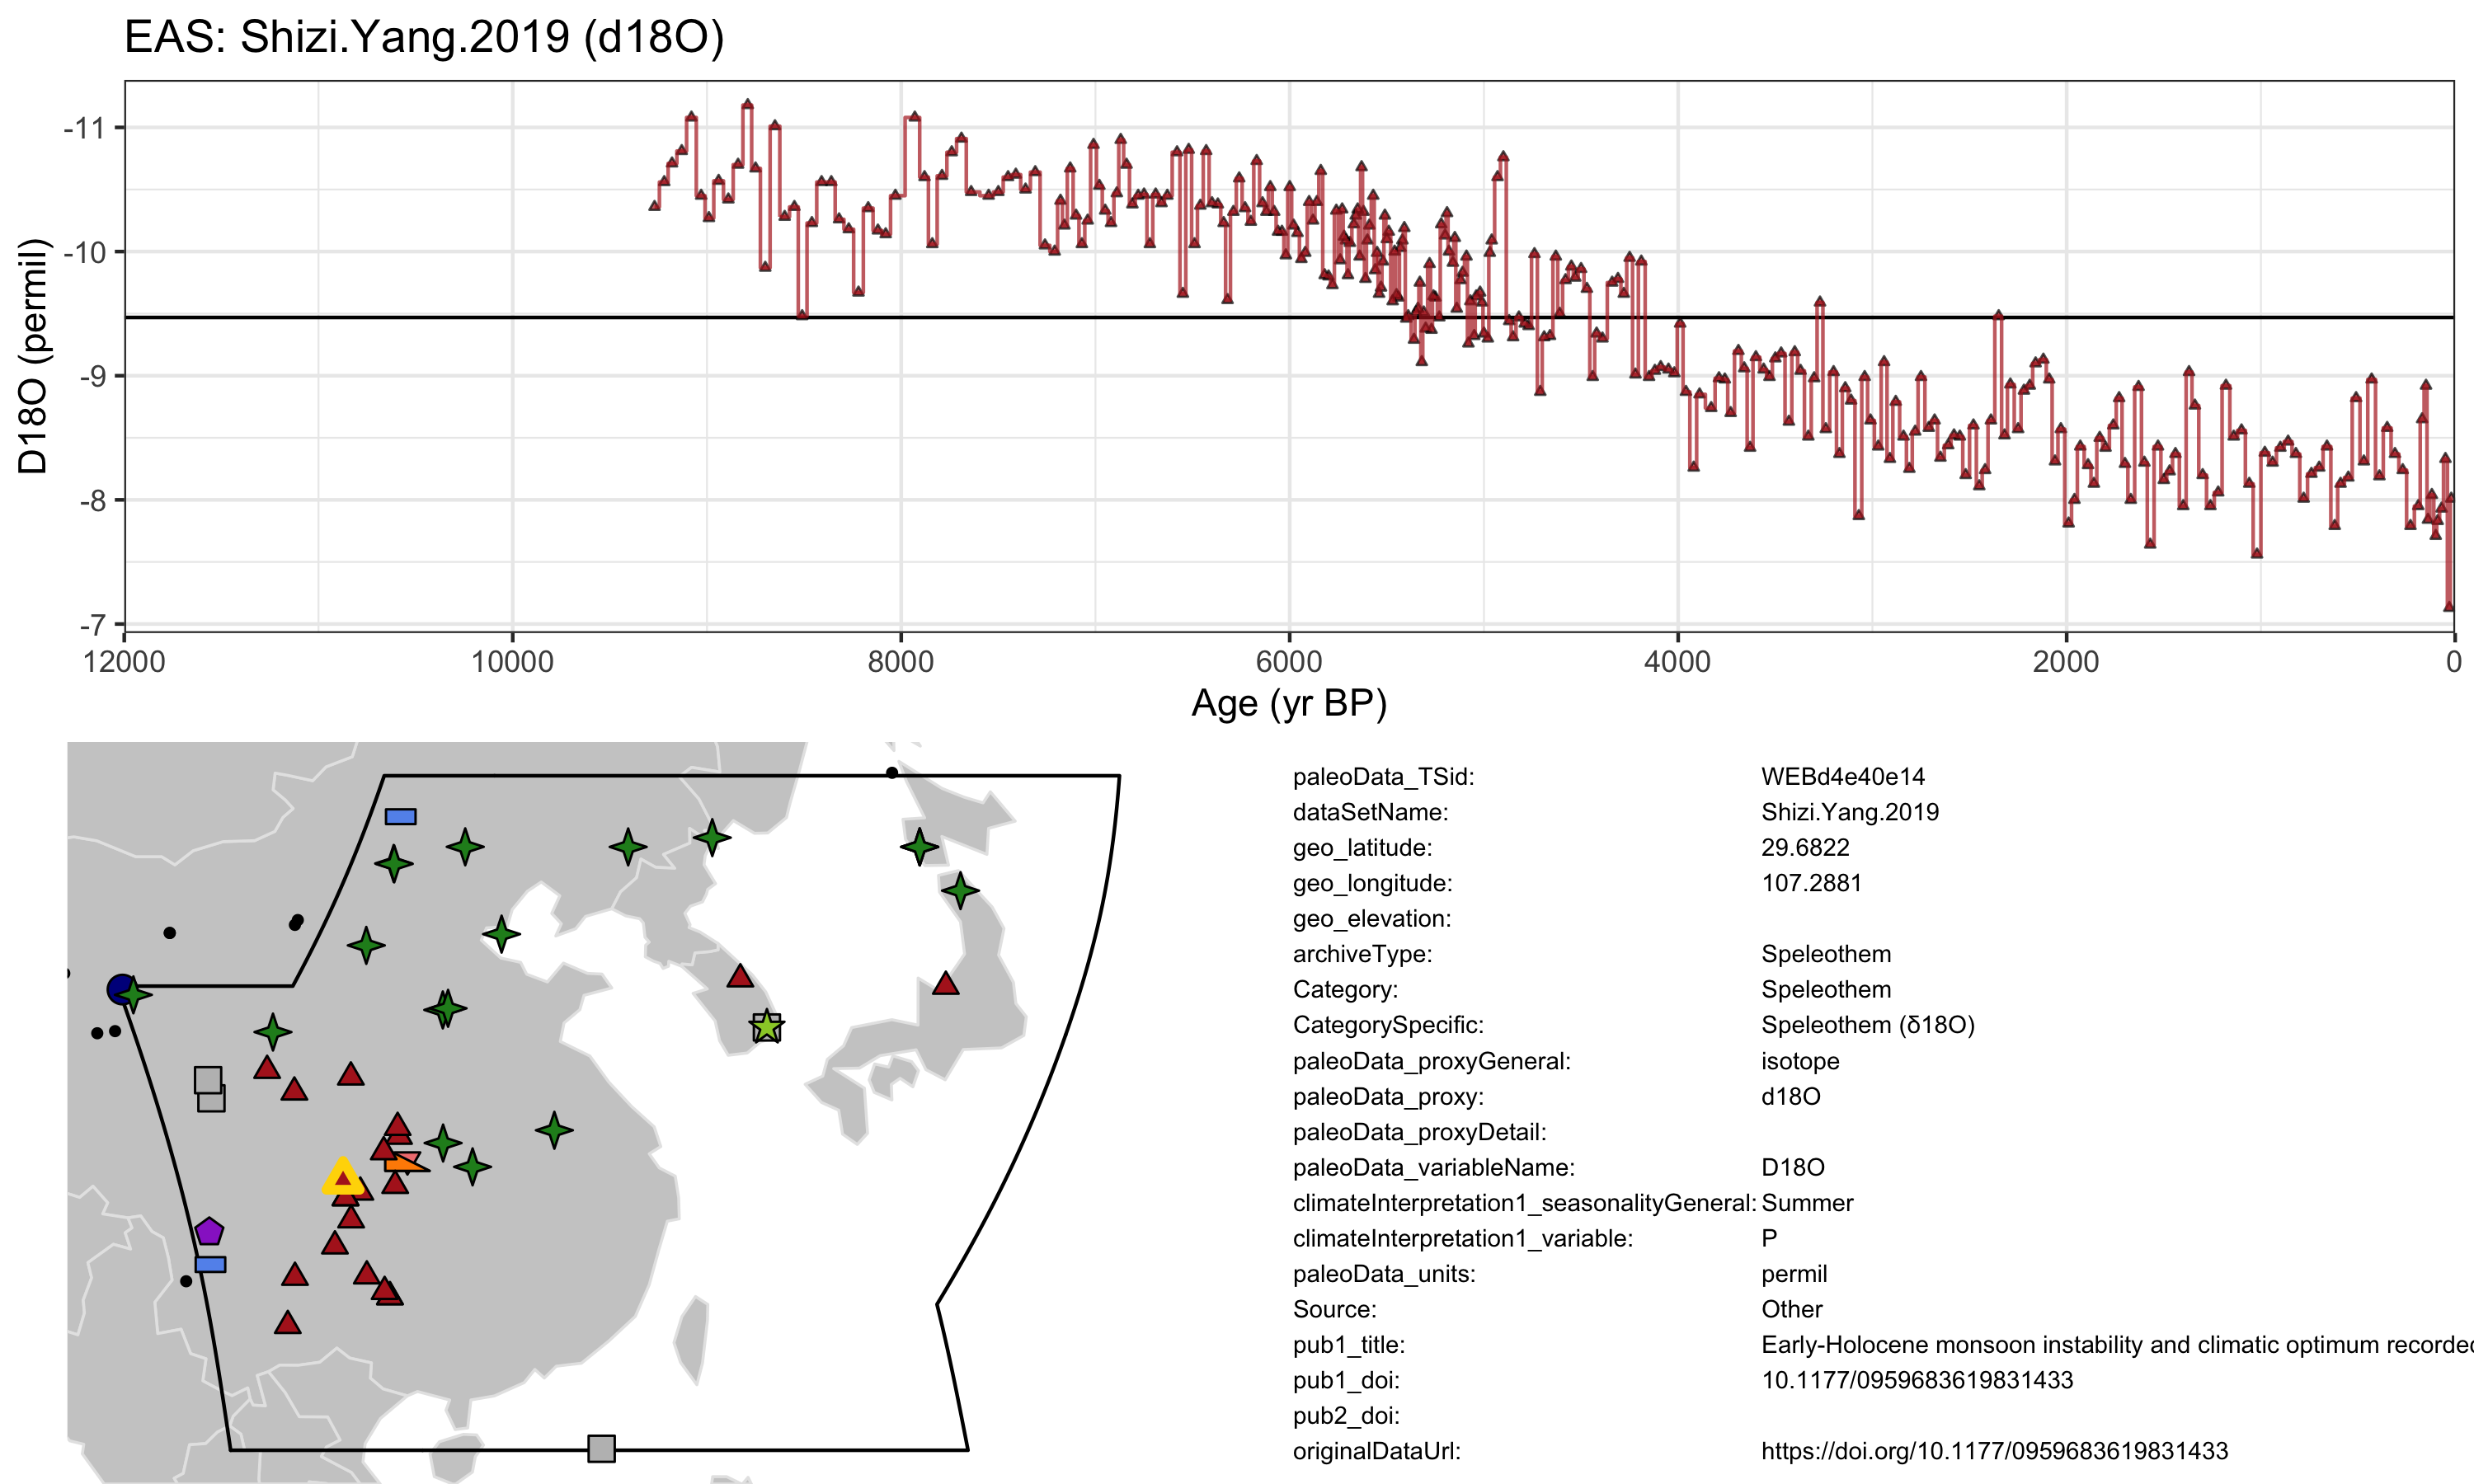 EAS: Shizi.Yang.2019 (d18O)
D18O (permil)
-11
-10
-9
-8
-7
12000 10000 8000 6000 4000 2000 0
Age (yr BP)
paleoData_TSid: WEBd4e40e14
dataSetName: Shizi.Yang.2019
geo_latitude: 29.6822
geo_longitude: 107.2881
geo_elevation:
archiveType: Speleothem
Category: Speleothem
CategorySpecific: Speleothem (δ18O)
paleoData_proxyGeneral: isotope
paleoData_proxy: d18O
paleoData_proxyDetail:
paleoData_variableName: D18O
climateInterpretation1_seasonalityGeneral: Summer
climateInterpretation1_variable: P
paleoData_units: permil
Source: Other
pub1_title: Early-Holocene monsoon instability and climatic optimum recorded
pub1_doi: 10.1177/0959683619831433
pub2_doi:
originalDataUrl: https://doi.org/10.1177/0959683619831433